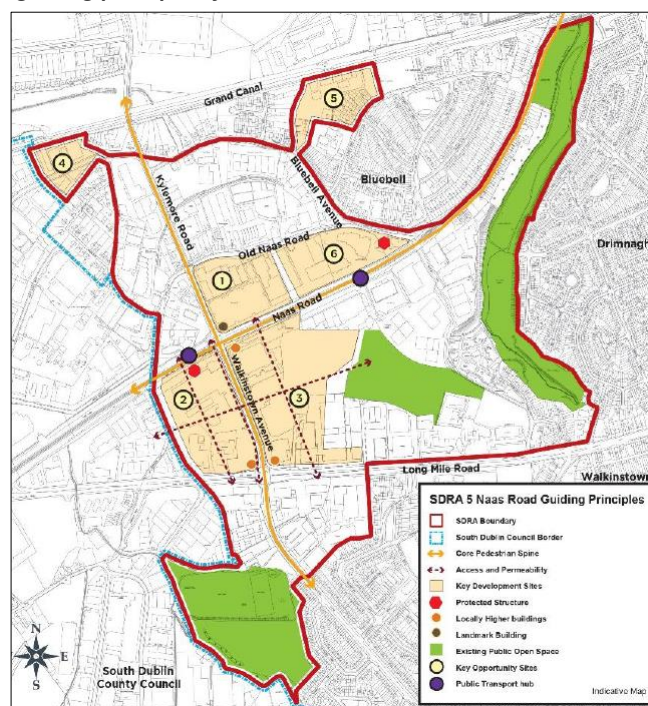 Grand Canal
5
4
Kylemore Road
Bluebell Avenue
Bluebell
Drimnagh
Old Naas Road
6
1
Naas Road
2
Walkinstown Avenue
3
Long Mile Road
Walkinstown
SDRA 5 Naas Road Guiding Principles
SDRA Boundary
South Dublin Council Border
Core Pedestrian Spine
Access and Permeability
Key Development Sites
Protected Structure
Locally Higher buildings
Landmark Building
Existing Public Open Space
Key Opportunity Sites
Public Transport hub
Indicative Map
N
W E
S
South Dublin
County Council